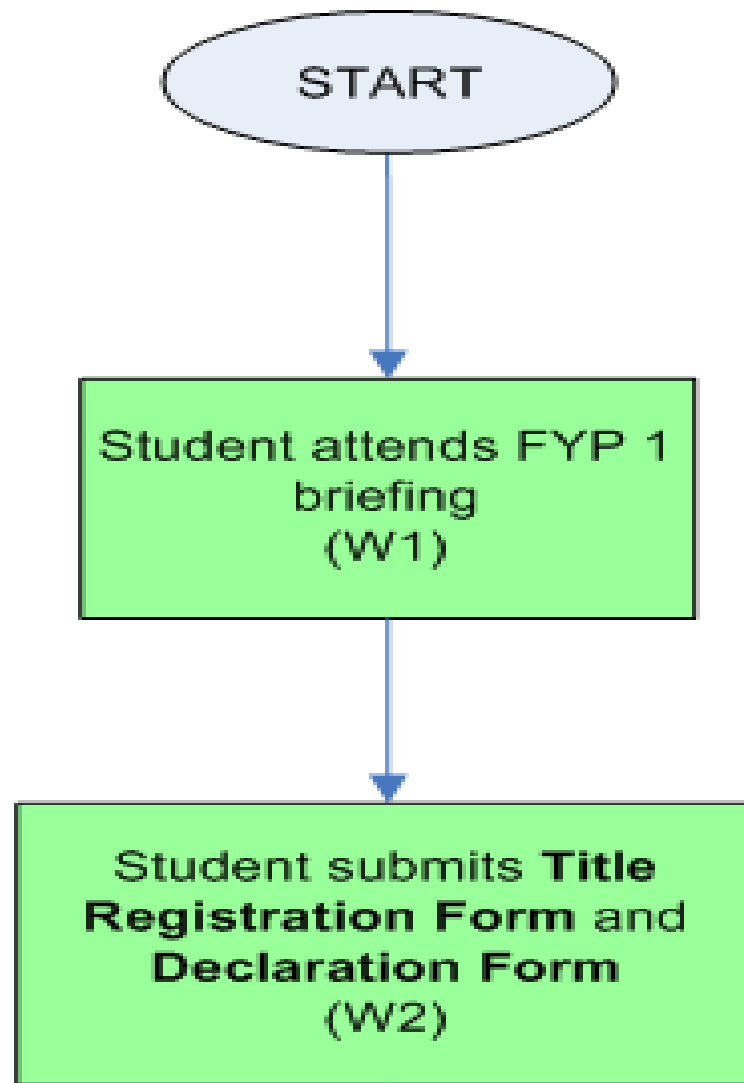 START
Student attends FYP 1
briefing
(W1)
Student submits Title
Registration Form and
Declaration Form
(W2)